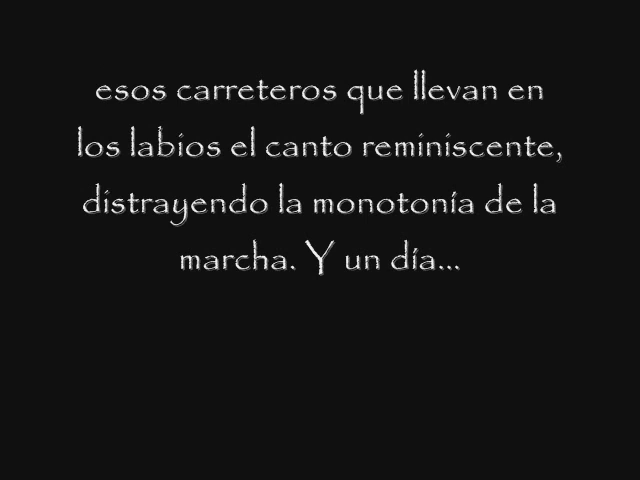 esos carreteros que llevan en
los labios el canto reminiscente,
distrayendo la monotonía de la
marcha. Y un día...